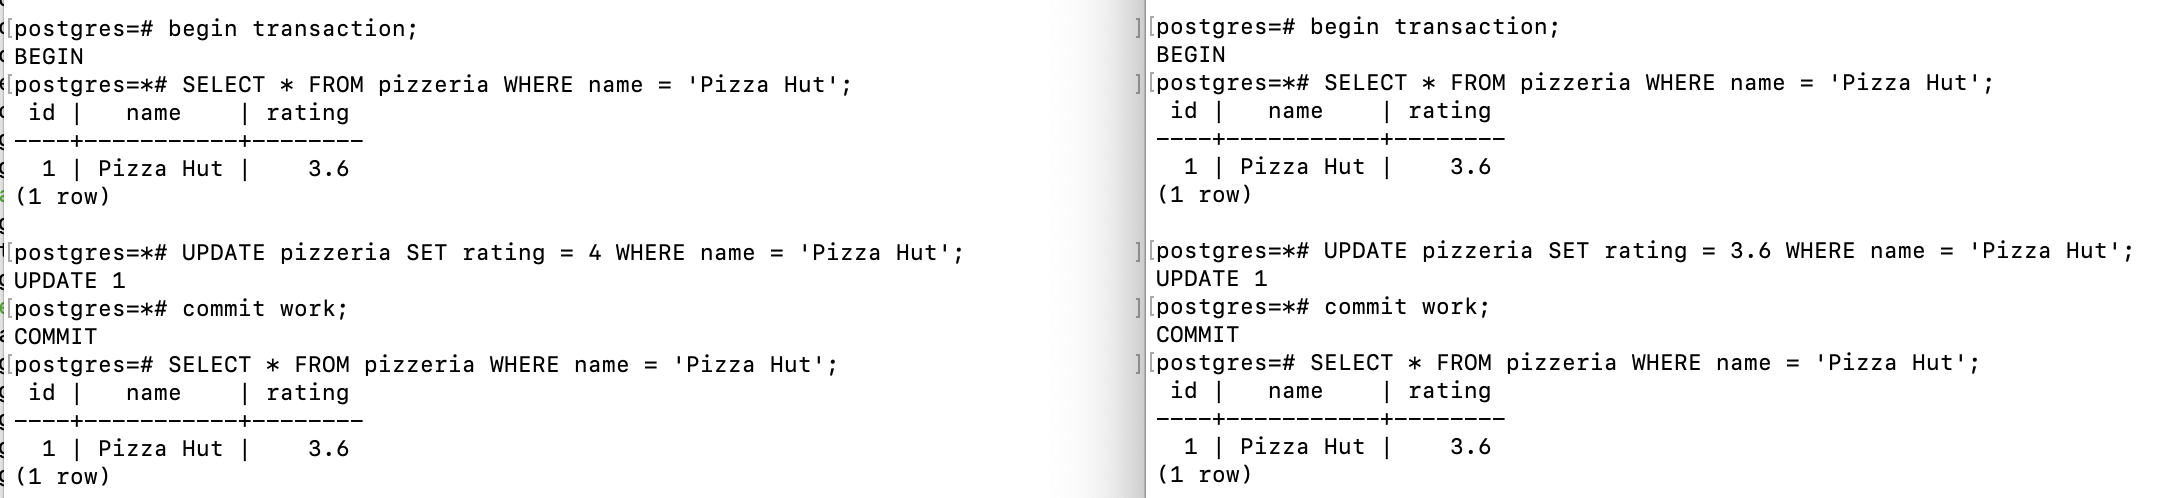 [postgres=# begin transaction;
BEGIN
[postgres=*# SELECT * FROM pizzeria WHERE name = 'Pizza Hut';
 id |   name    | rating
----+-----------+--------
  1 | Pizza Hut |    3.6
(1 row)
[postgres=*# UPDATE pizzeria SET rating = 4 WHERE name = 'Pizza Hut';
UPDATE 1
[postgres=*# commit work;
COMMIT
[postgres=# SELECT * FROM pizzeria WHERE name = 'Pizza Hut';
 id |   name    | rating
----+-----------+--------
  1 | Pizza Hut |    3.6
(1 row)
][postgres=# begin transaction;
BEGIN
][postgres=*# SELECT * FROM pizzeria WHERE name = 'Pizza Hut';
 id |   name    | rating
----+-----------+--------
  1 | Pizza Hut |    3.6
(1 row)
][postgres=*# UPDATE pizzeria SET rating = 3.6 WHERE name = 'Pizza Hut';
UPDATE 1
][postgres=*# commit work;
COMMIT
][postgres=# SELECT * FROM pizzeria WHERE name = 'Pizza Hut';
 id |   name    | rating
----+-----------+--------
  1 | Pizza Hut |    3.6
(1 row)